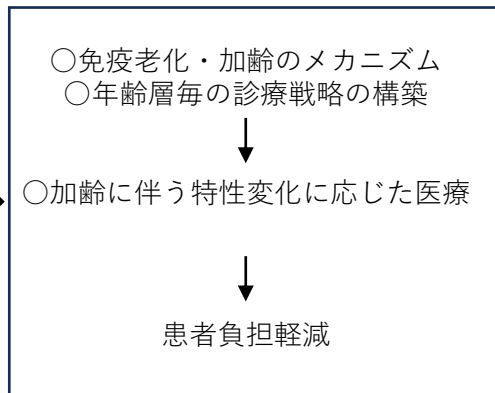 ○免疫老化・加齢のメカニズム
○年齢層毎の診療戦略の構築
○加齢に伴う特性変化に応じた医療
患者負担軽減